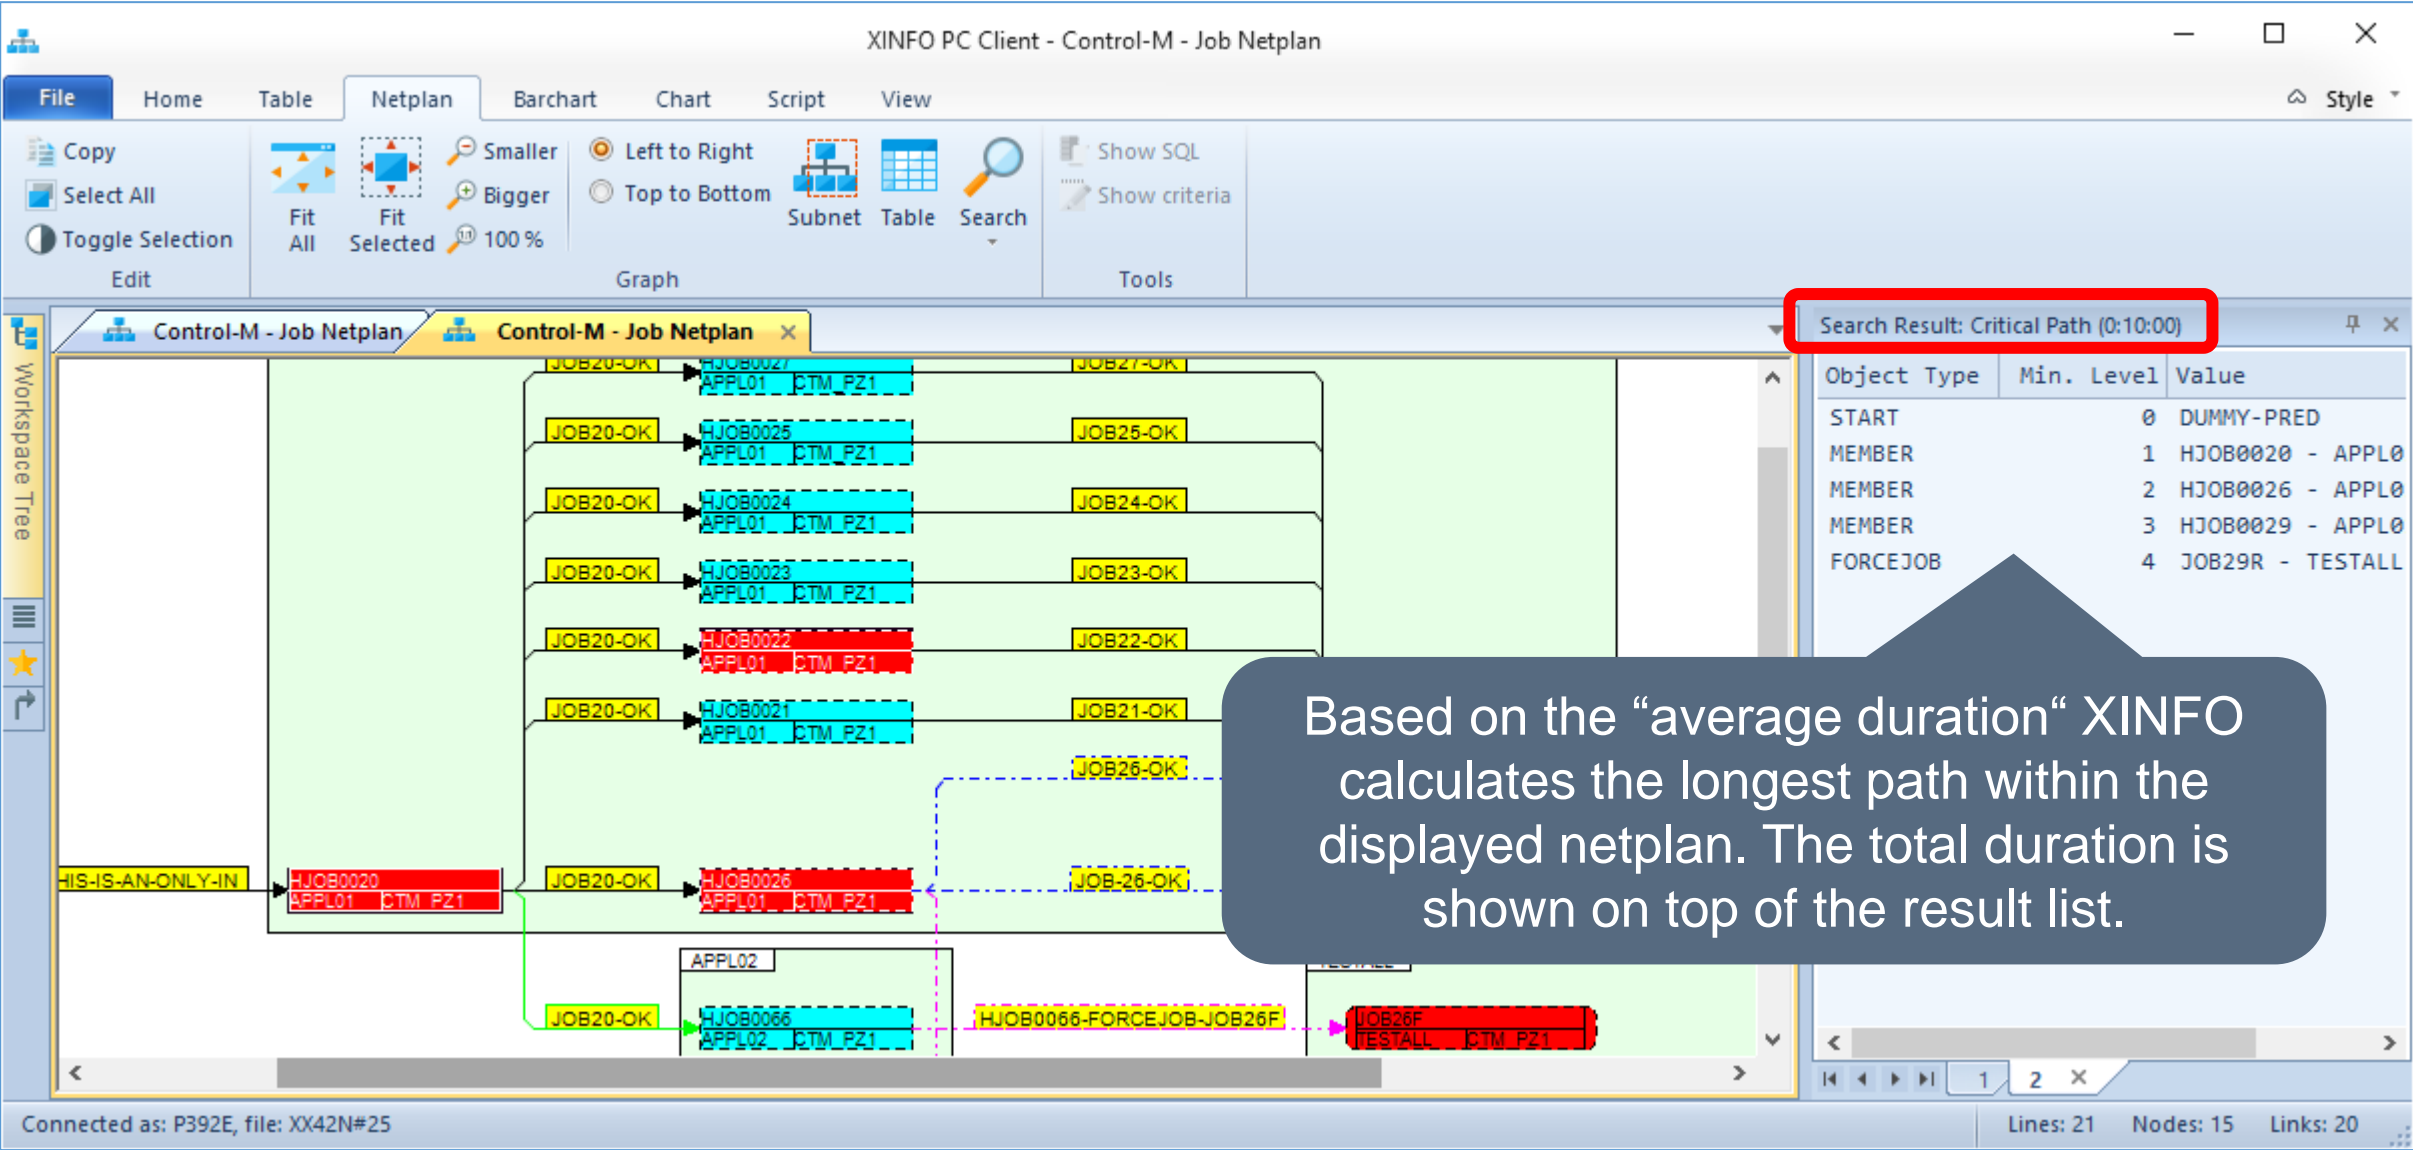 XINFO PC Client - Control-M - Job Netplan
File Home Table Netplan Barchart Chart Script View Style
Copy
Select All
Toggle Selection
Edit
Fit All
Fit Selected
Smaller
Bigger
100 %
Left to Right
Top to Bottom
Subnet Table Search
Graph
Show SQL
Show criteria
Tools
Workspace Tree
Control-M - Job Netplan
Control-M - Job Netplan
JOB20-OK HJOB0027 JOB27-OK
APPL01 CTM_PZ1
JOB20-OK HJOB0025 JOB25-OK
APPL01 CTM_PZ1
JOB20-OK HJOB0024 JOB24-OK
APPL01 CTM_PZ1
JOB20-OK HJOB0023 JOB23-OK
APPL01 CTM_PZ1
JOB20-OK HJOB0022 JOB22-OK
APPL01 CTM_PZ1
JOB20-OK HJOB0021 JOB21-OK
APPL01 CTM_PZ1
JOB26-OK
HIS-IS-AN-ONLY-IN HJOB0020 JOB20-OK HJOB0026 JOB-26-OK
APPL01 CTM_PZ1 APPL01 CTM_PZ1
APPL02
JOB20-OK HJOB0066 HJOB0066-FORCEJOB-JOB26F JOB26F
APPL02 CTM_PZ1 TESTALL CTM_PZ1
Search Result: Critical Path (0:10:00)
Object Type Min. Level Value
START 0 DUMMY-PRED
MEMBER 1 HJOB0020 - APPL0
MEMBER 2 HJOB0026 - APPL0
MEMBER 3 HJOB0029 - APPL0
FORCEJOB 4 JOB29R - TESTALL
Based on the “average duration“ XINFO
calculates the longest path within the
displayed netplan. The total duration is
shown on top of the result list.
1 2
Connected as: P392E, file: XX42N#25
Lines: 21 Nodes: 15 Links: 20